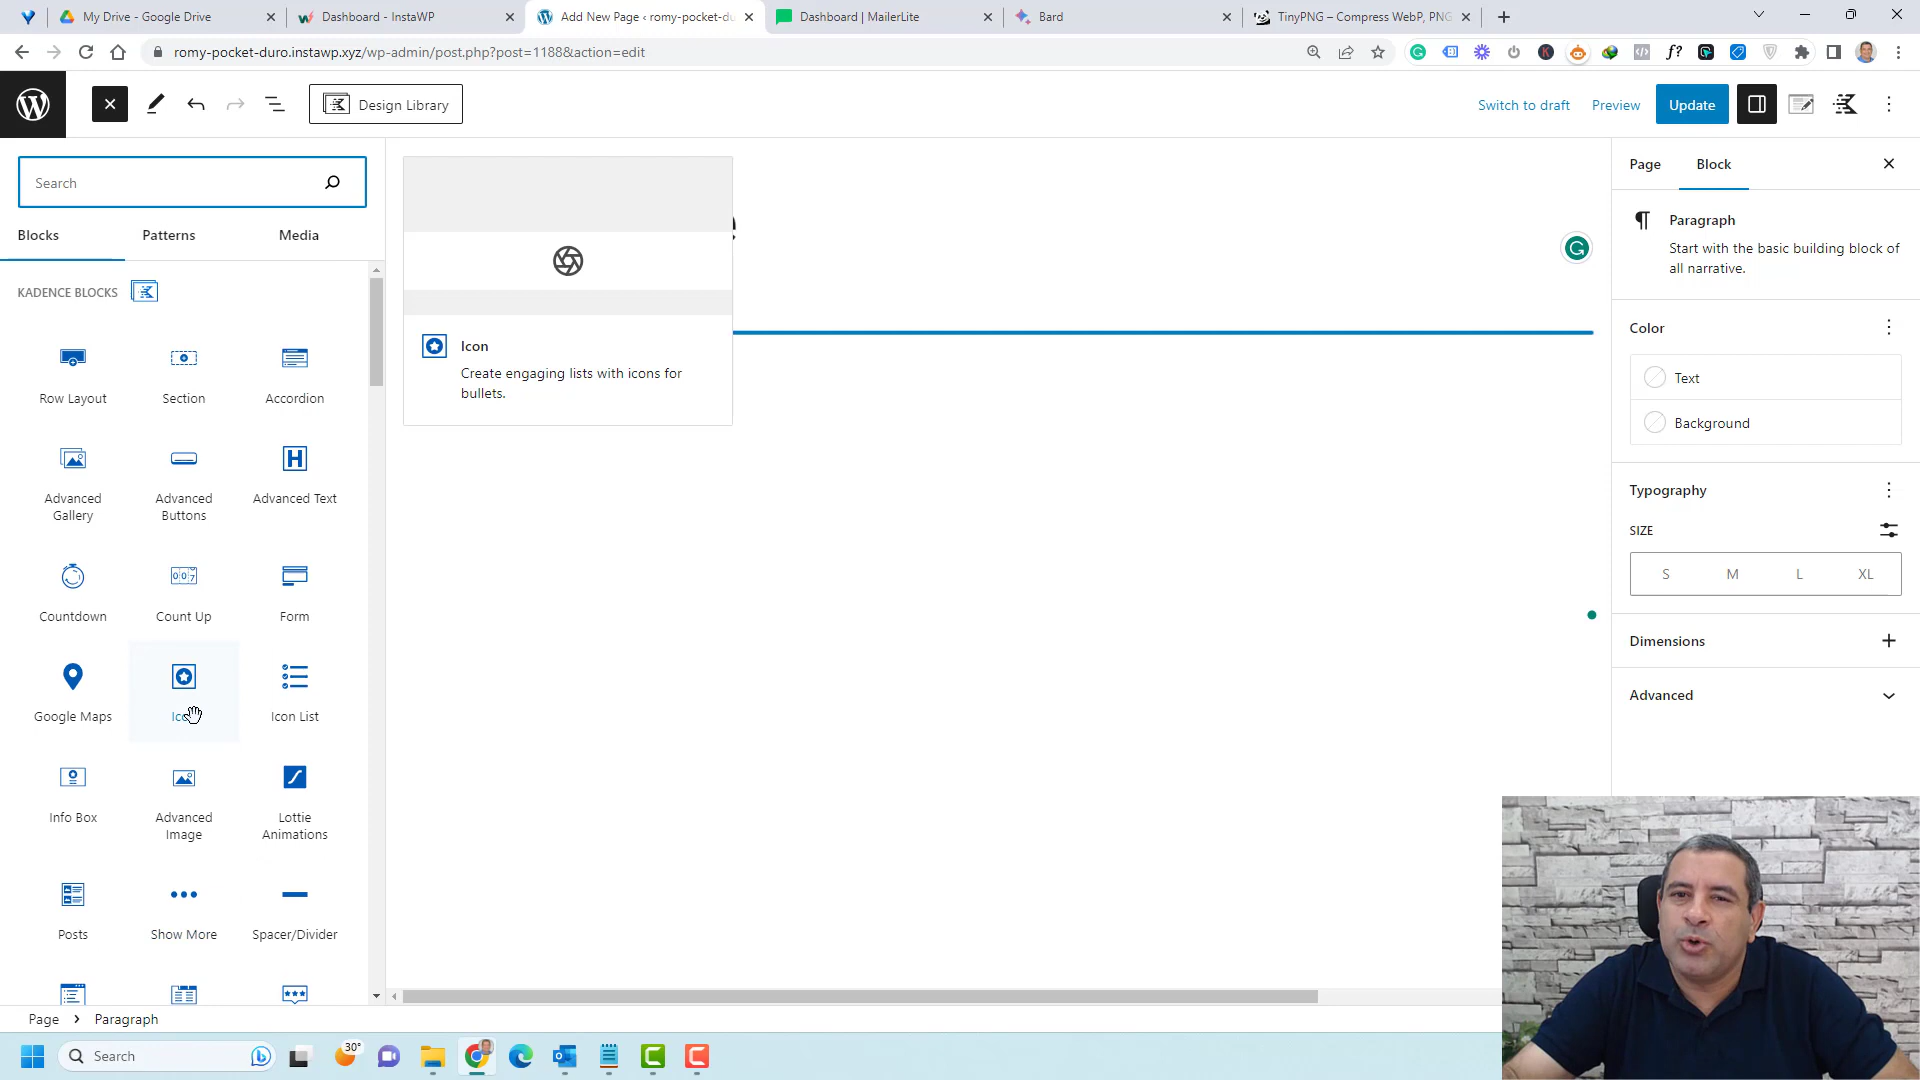 My Drive - Google Drive
Dashboard - InstaWP
Add New Page ‹ romy-pocket-du
Dashboard | MailerLite
Bard
TinyPNG – Compress WebP, PNG
romy-pocket-duro.instawp.xyz/wp-admin/post.php?post=1188&action=edit
Design Library
Switch to draft
Preview
Update
Search
Blocks
Patterns
Media
KADENCE BLOCKS
Row Layout
Section
Accordion
Advanced Gallery
Advanced Buttons
Advanced Text
Countdown
Count Up
Form
Google Maps
Icon List
Info Box
Advanced Image
Lottie Animations
Posts
Show More
Spacer/Divider
Icon
Create engaging lists with icons for
bullets.
Page
Block
Paragraph
Start with the basic building block of
all narrative.
Color
Text
Background
Typography
SIZE
S M L XL
Dimensions
Advanced
Page › Paragraph
Search
30°